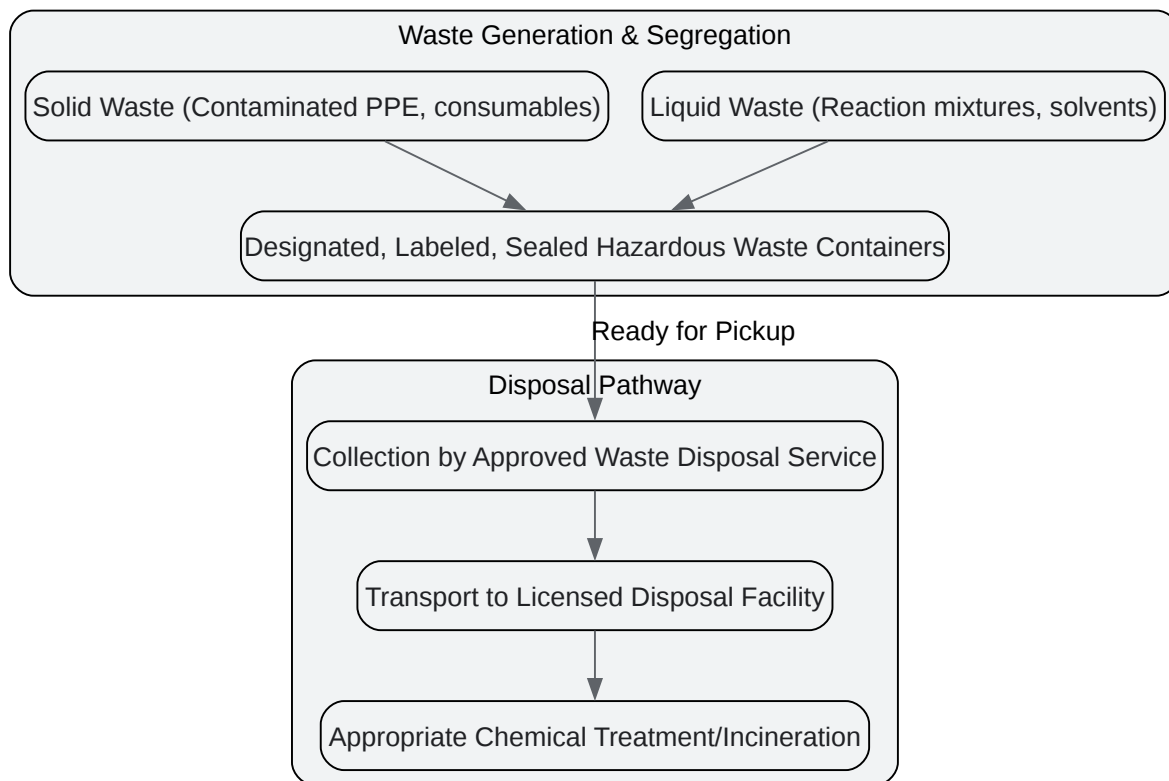 Waste Generation & Segregation
Solid Waste (Contaminated PPE, consumables)
Liquid Waste (Reaction mixtures, solvents)
Designated, Labeled, Sealed Hazardous Waste Containers
Ready for Pickup
Disposal Pathway
Collection by Approved Waste Disposal Service
Transport to Licensed Disposal Facility
Appropriate Chemical Treatment/Incineration